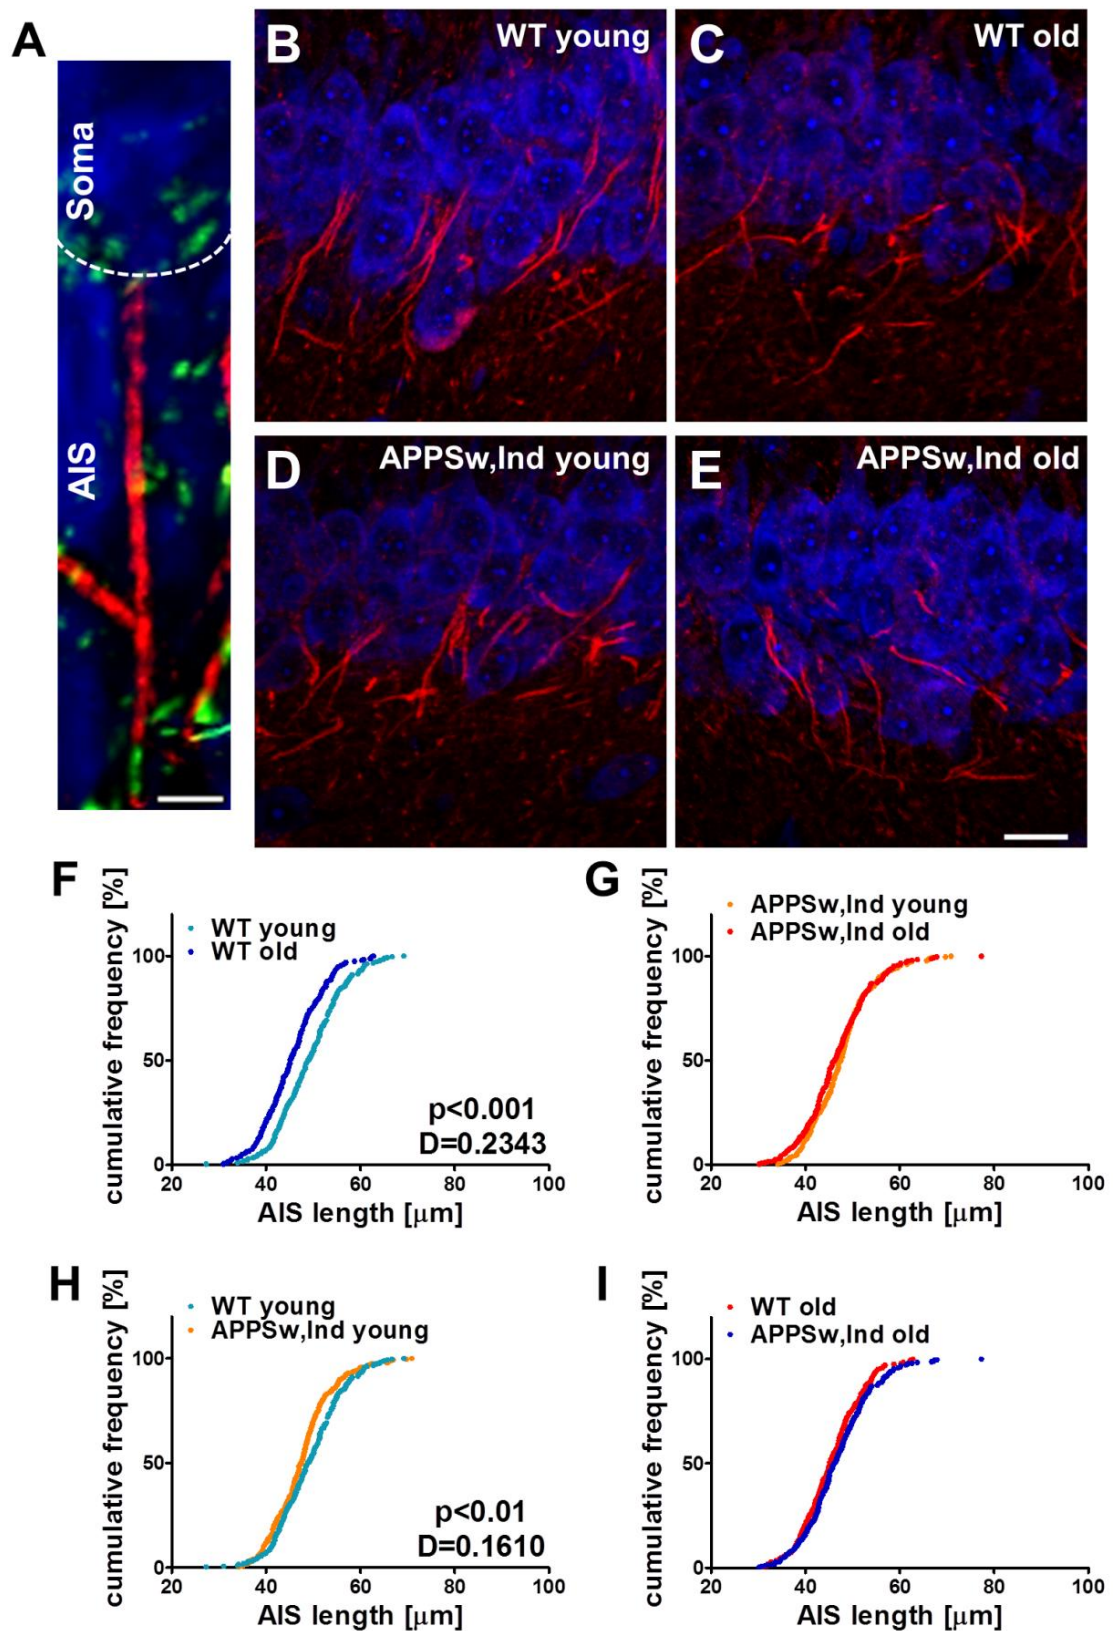 A
Soma
AIS
B
WT young
C
WT old
D
APPSw,Ind young
E
APPSw,Ind old
F
cumulative frequency [%]
WT young
WT old
100
50
0
p<0.001
D=0.2343
20 40 60 80 100
AIS length [μm]
G
cumulative frequency [%]
APPSw,Ind young
APPSw,Ind old
100
50
0
20 40 60 80 100
AIS length [μm]
H
cumulative frequency [%]
WT young
APPSw,Ind young
100
50
0
p<0.01
D=0.1610
20 40 60 80 100
AIS length [μm]
I
cumulative frequency [%]
WT old
APPSw,Ind old
100
50
0
20 40 60 80 100
AIS length [μm]